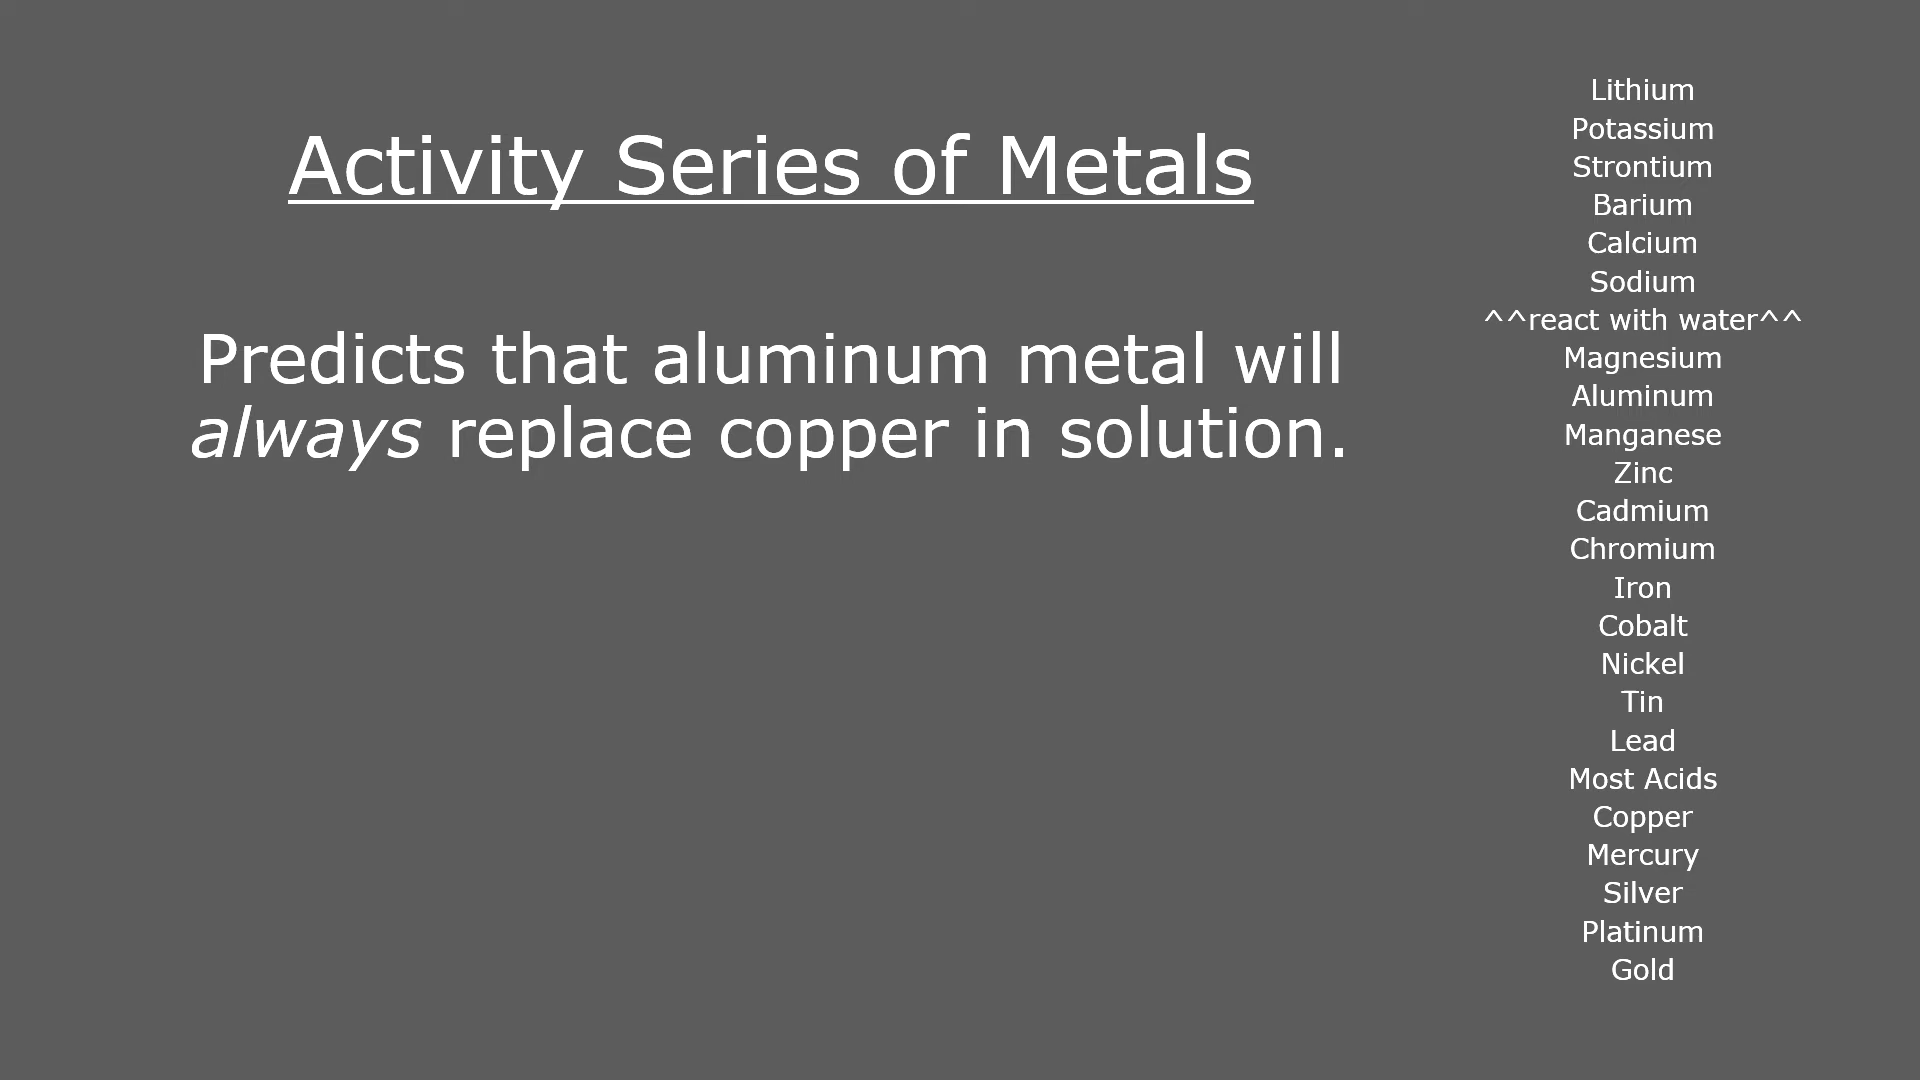 Activity Series of Metals
Predicts that aluminum metal will
always replace copper in solution.
Lithium
Potassium
Strontium
Barium
Calcium
Sodium
^^react with water^^
Magnesium
Aluminum
Manganese
Zinc
Cadmium
Chromium
Iron
Cobalt
Nickel
Tin
Lead
Most Acids
Copper
Mercury
Silver
Platinum
Gold